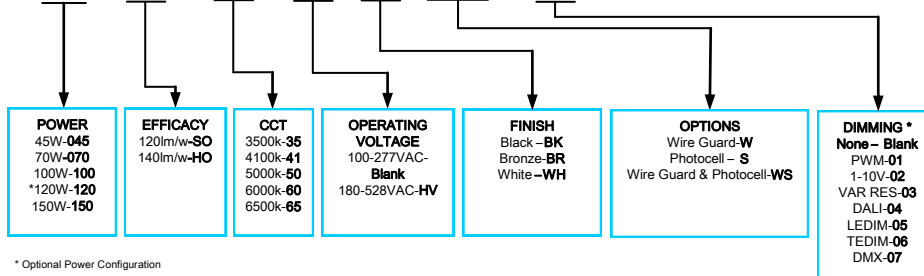 POWER
45W-045
70W-070
100W-100
*120W-120
150W-150
EFFICACY
120lm/w-SO
140lm/w-HO
CCT
3500k-35
4100k-41
5000k-50
6000k-60
6500k-65
OPERATING
VOLTAGE
100-277VAC-
Blank
180-528VAC-HV
FINISH
Black – BK
Bronze-BR
White – WH
OPTIONS
Wire Guard-W
Photocell – S
Wire Guard & Photocell-WS
DIMMING *
None – Blank
PWM-01
1-10V-02
VAR RES-03
DALI-04
LEDIM-05
TEDIM-06
DMX-07
* Optional Power Configuration